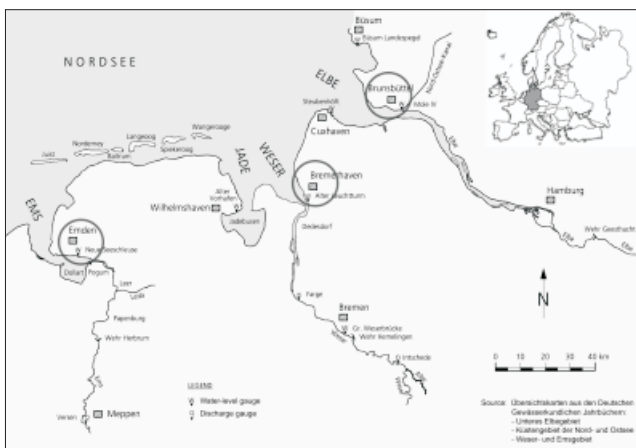 Büsum
Büsum Landespegel
NORDSEE
Nord-Ostsee-Kanal
ELBE
Brunsbüttel
Mole IV
Steubenhöft
Cuxhaven
Elbe
Wangerooge
Langeoog
Spiekeroog
Norderney
Baltrum
Juist
JADE
WESER
Bremerhaven
Alter Leuchtturm
Alter
Vorhafen
Wilhelmshaven
Jadebusen
Hamburg
Elbe
Wehr Geesthacht
Elbe
EMS
Emden
Neue Seeschleuse
Dollart
Pogum
Leer
Leda
Dedesdorf
N
Farge
Papenburg
Bremen
Gr. Weserbrücke
Wehr Hemelingen
Weser
Wehr Herbrum
Intschede
Ems
0 10 20 30 40 km
LEGEND
Water-level gauge
Discharge gauge
Versen
Meppen
Source: Übersichtskarten aus den Deutschen
Gewässerkundlichen Jahrbüchern:
- Unteres Elbegebiet
- Küstengebiet der Nord- und Ostsee
- Weser- und Emsgebiet